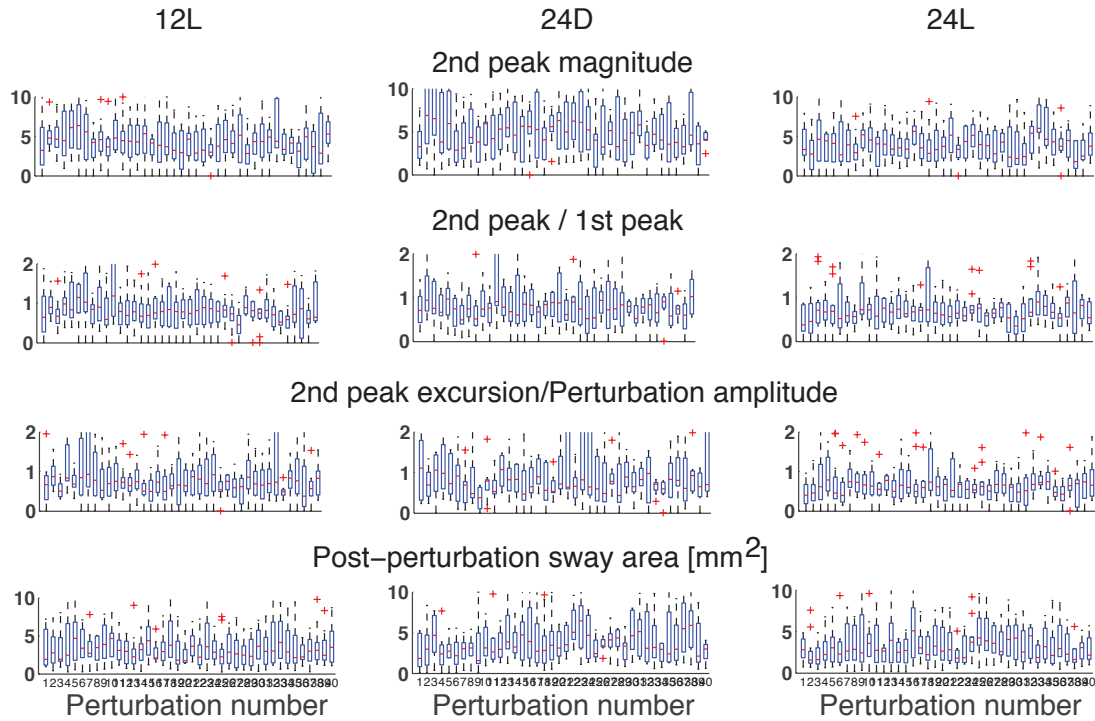 12L 24D 24L
2nd peak magnitude
10 10 10
5 5 5
0 0 0
2nd peak / 1st peak
2 2 2
1 1 1
0 0 0
2nd peak excursion/Perturbation amplitude
2 2 2
1 1 1
0 0 0
Post−perturbation sway area [mm2]
10 10 10
5 5 5
0 0 0
12345678910111213141516171819202122232425262728293031323334353637383940 12345678910111213141516171819202122232425262728293031323334353637383940 12345678910111213141516171819202122232425262728293031323334353637383940
Perturbation number Perturbation number Perturbation number